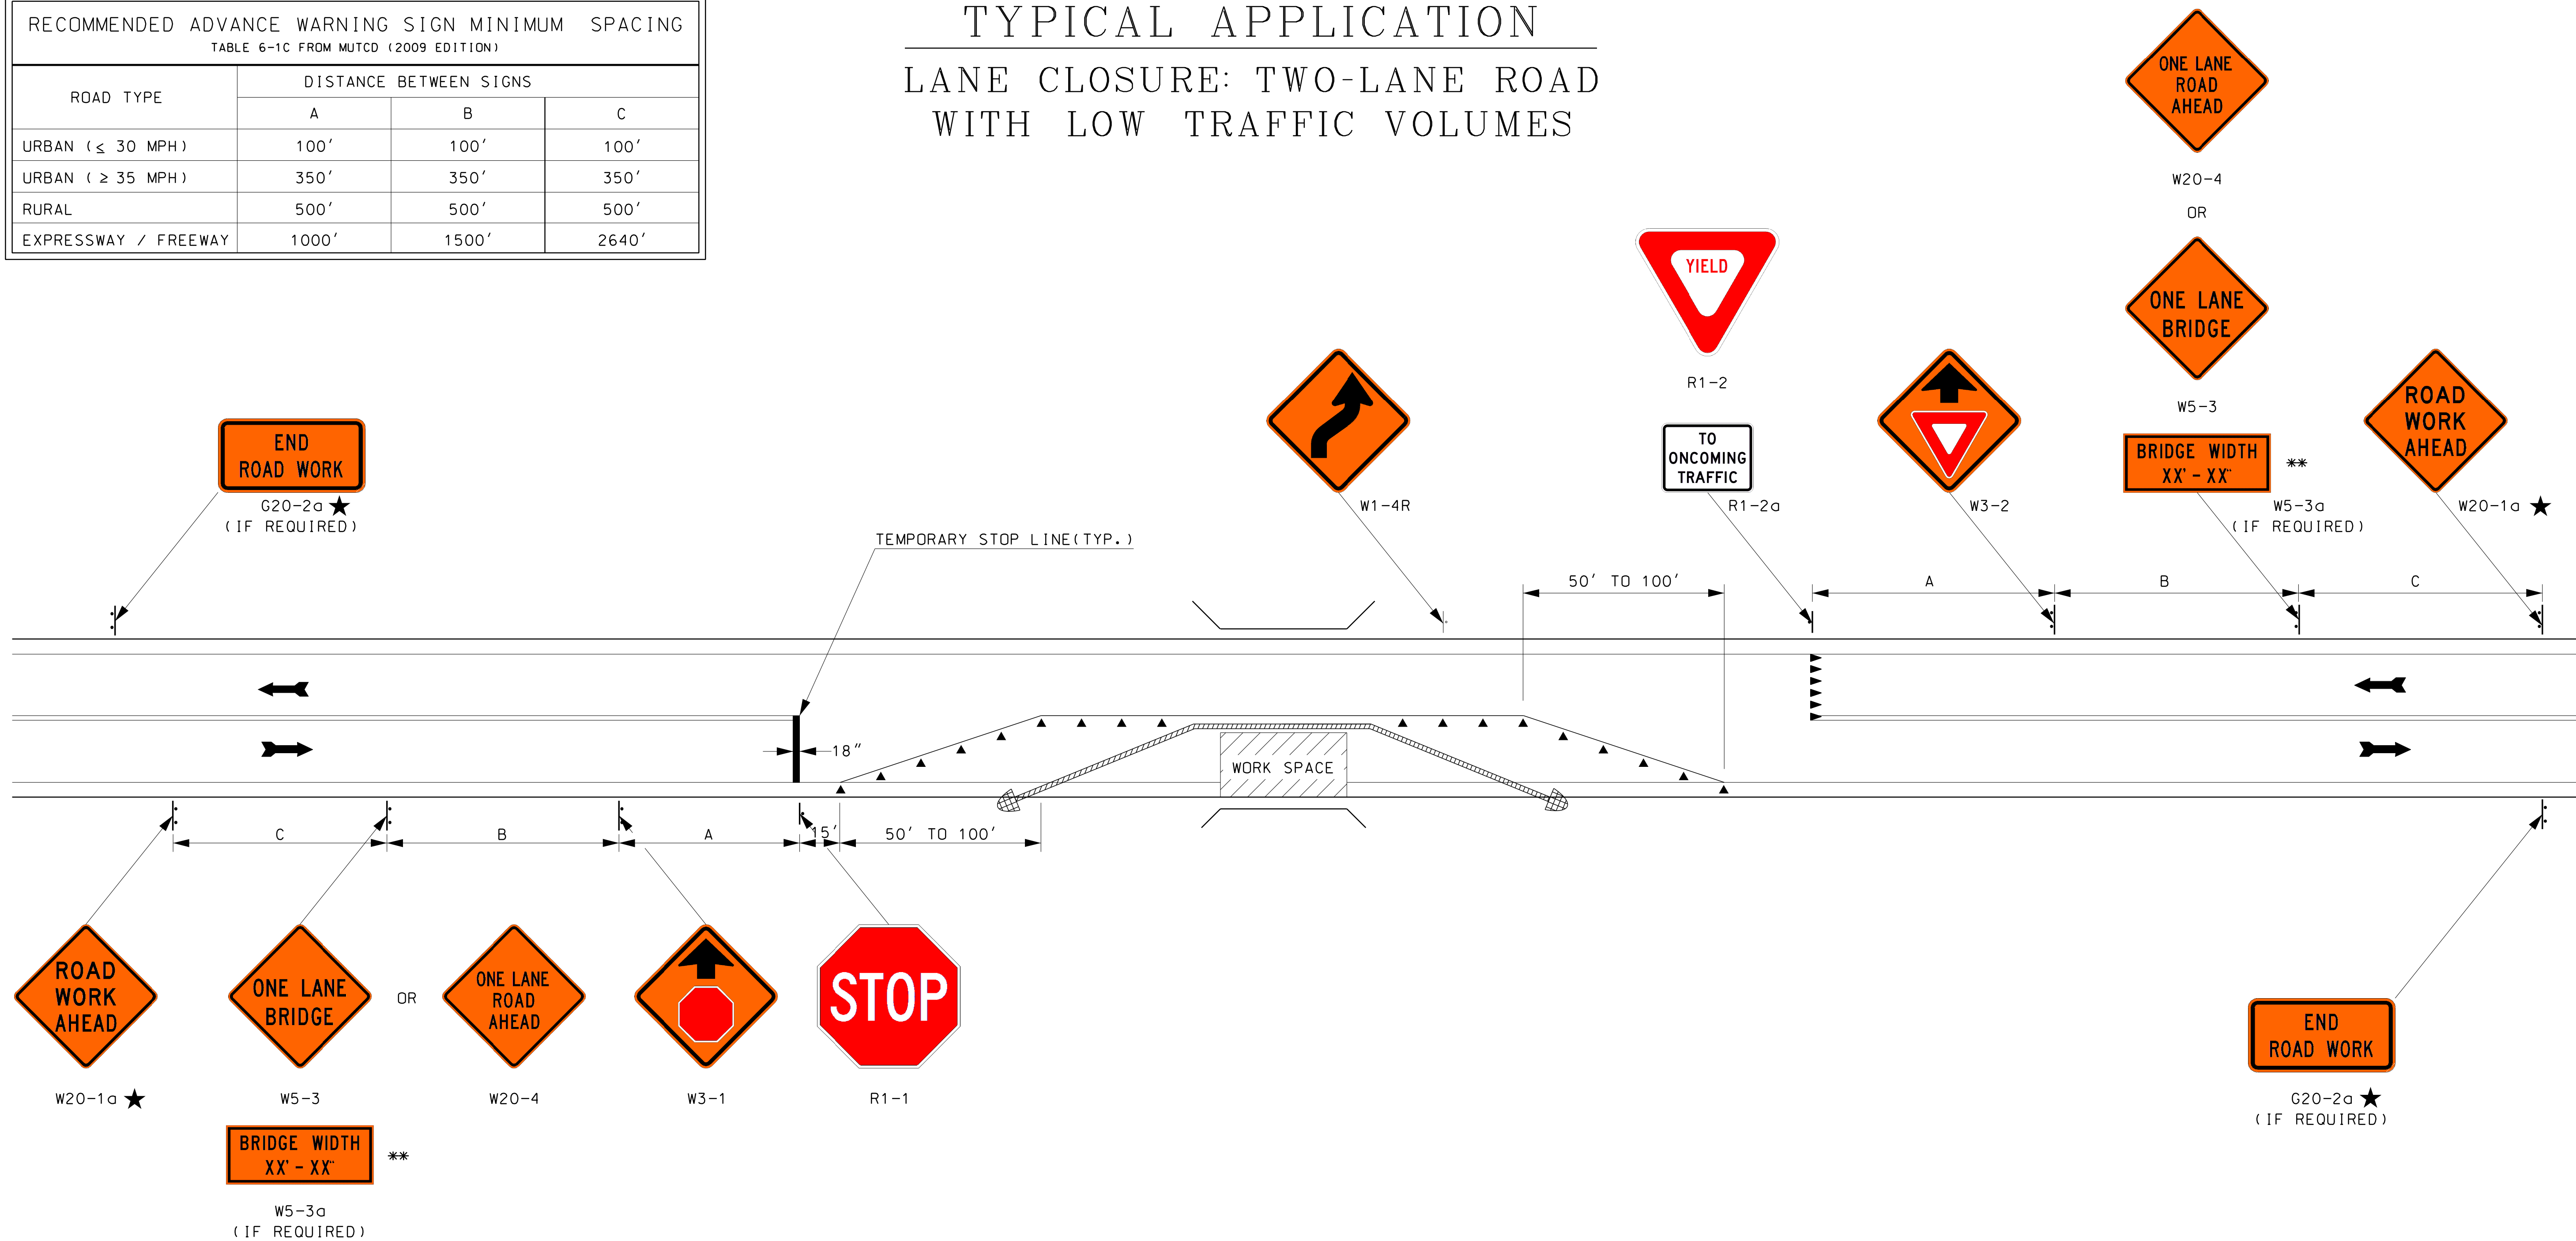 RECOMMENDED ADVANCE WARNING SIGN MINIMUM SPACING
TABLE 6-1C FROM MUTCD (2009 EDITION)
ROAD TYPE
DISTANCE BETWEEN SIGNS
A B C
URBAN (≤ 30 MPH) 100' 100' 100'
URBAN (≥ 35 MPH) 350' 350' 350'
RURAL 500' 500' 500'
EXPRESSWAY / FREEWAY 1000' 1500' 2640'
TYPICAL APPLICATION
LANE CLOSURE: TWO-LANE ROAD
WITH LOW TRAFFIC VOLUMES
ONE LANE
ROAD
AHEAD
W20-4
OR
ONE LANE
BRIDGE
W5-3
BRIDGE WIDTH
XX' - XX"
**
W5-3a
(IF REQUIRED)
YIELD
R1-2
TO
ONCOMING
TRAFFIC
R1-2a
W3-2
ROAD
WORK
AHEAD
W20-1a ★
W1-4R
END
ROAD WORK
G20-2a ★
(IF REQUIRED)
TEMPORARY STOP LINE(TYP.)
50' TO 100'
A
B
C
18"
WORK SPACE
C
B
A
15'
50' TO 100'
ROAD
WORK
AHEAD
W20-1a ★
ONE LANE
BRIDGE
W5-3
OR
ONE LANE
ROAD
AHEAD
W20-4
W3-1
STOP
R1-1
BRIDGE WIDTH
XX' - XX"
**
W5-3a
(IF REQUIRED)
END
ROAD WORK
G20-2a ★
(IF REQUIRED)